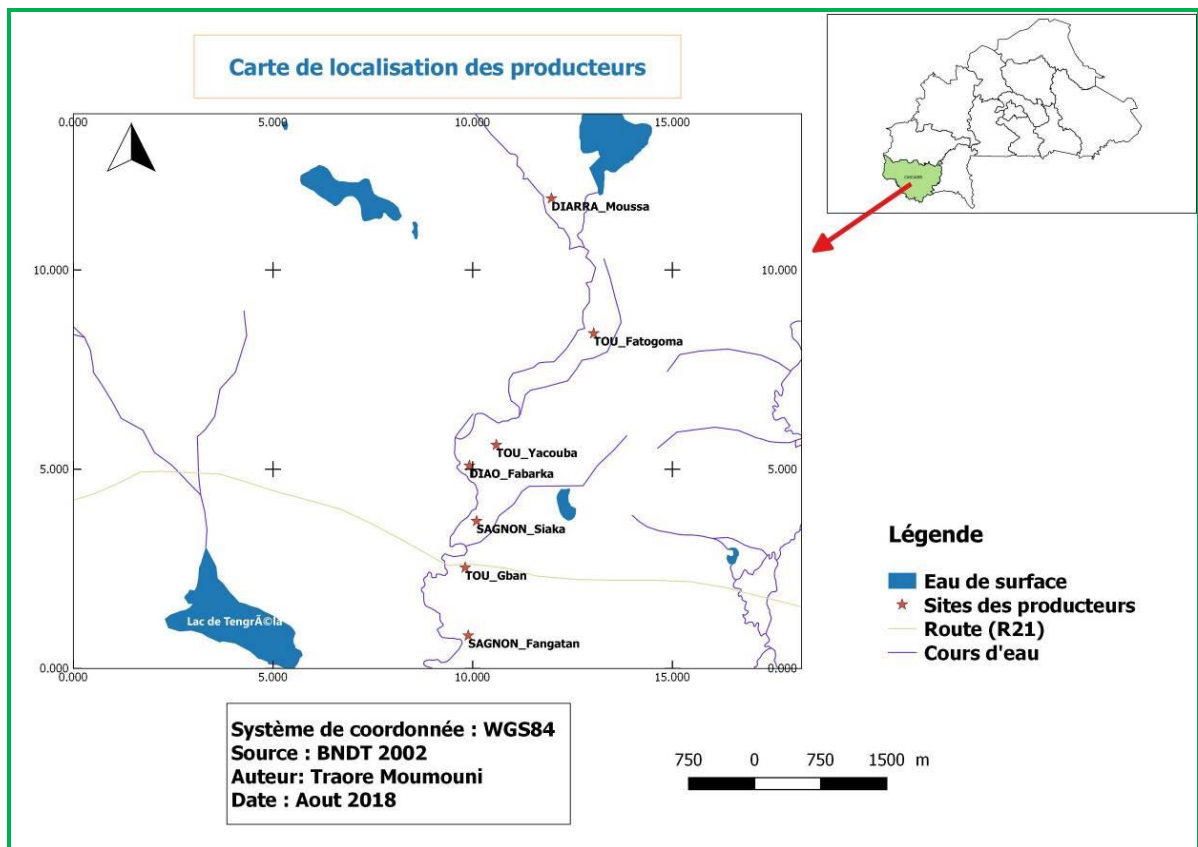 Carte de localisation des producteurs
0.000 5.000 10.000 15.000
DIARRA_Moussa
10.000 10.000
TOU_Fatogoma
TOU_Yacouba
5.000 DIAO_Fabarka 5.000
SAGNON_Siaka
TOU_Gban
Lac de TengrÃ©la
SAGNON_Fangatan
0.000 0.000
0.000 5.000 10.000 15.000
Légende
Eau de surface
Sites des producteurs
Route (R21)
Cours d'eau
Système de coordonnée : WGS84
Source : BNDT 2002
Auteur: Traore Moumouni
Date : Aout 2018
750 0 750 1500 m